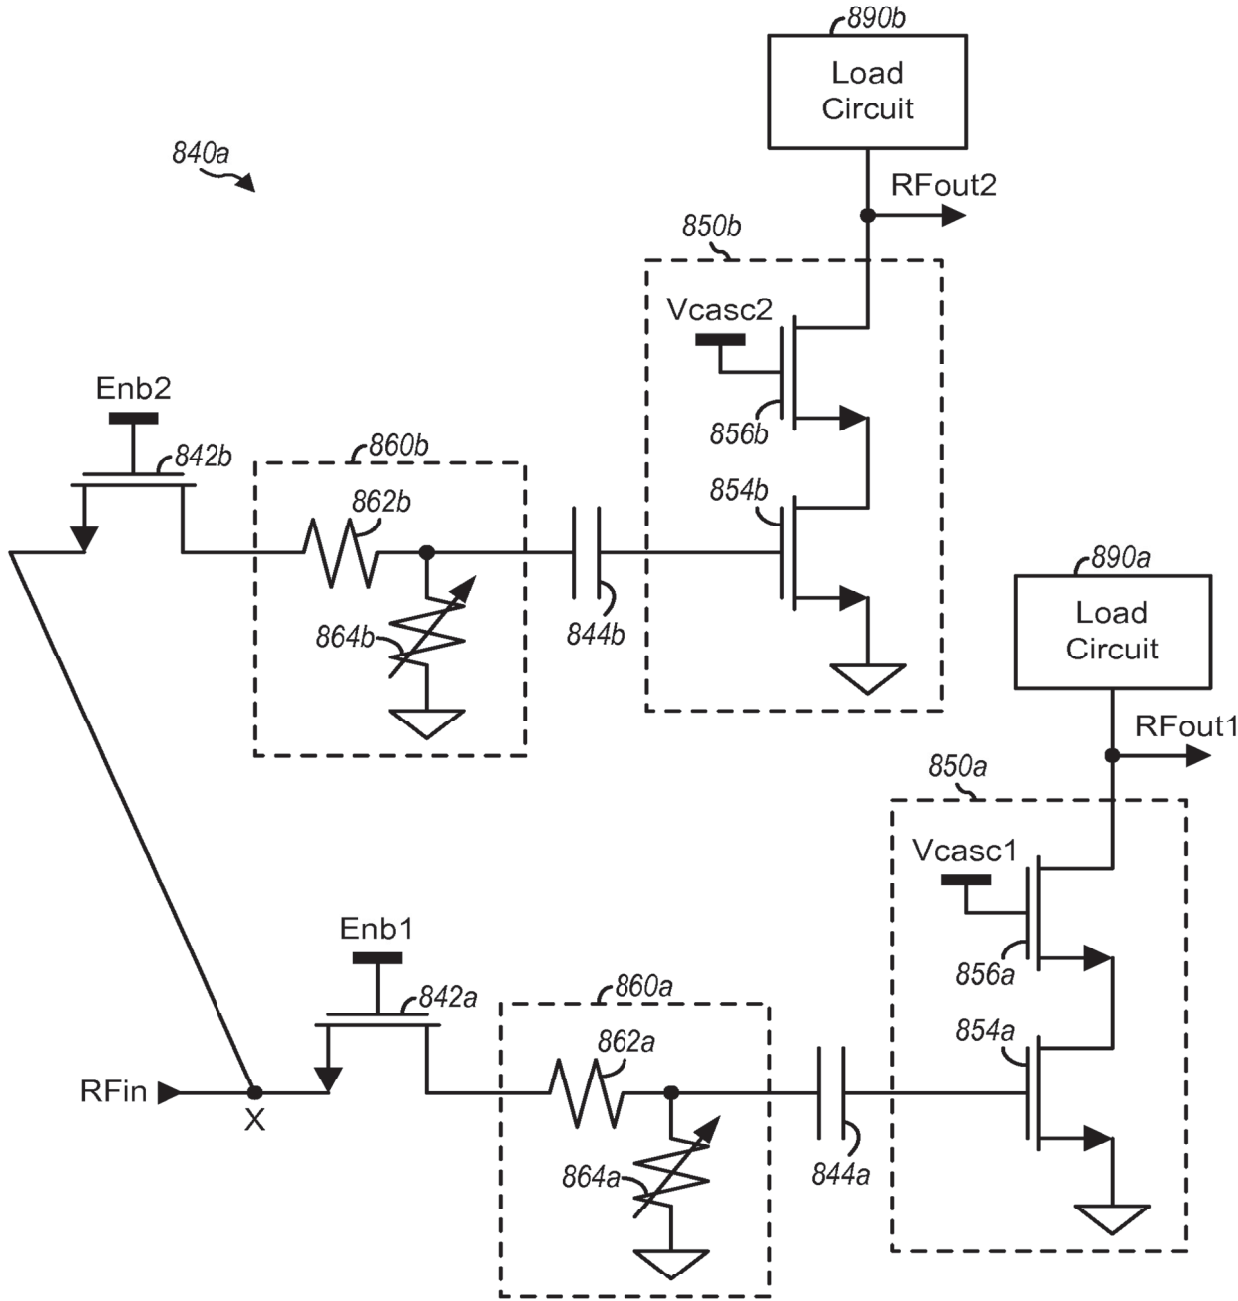 890b
Load
Circuit
840a
RFout2
850b
Vcasc2
Enb2
856b
842b
860b
862b
854b
864b
844b
890a
Load
Circuit
RFout1
850a
Vcasc1
Enb1
856a
842a
860a
862a
854a
RFin
X
864a
844a